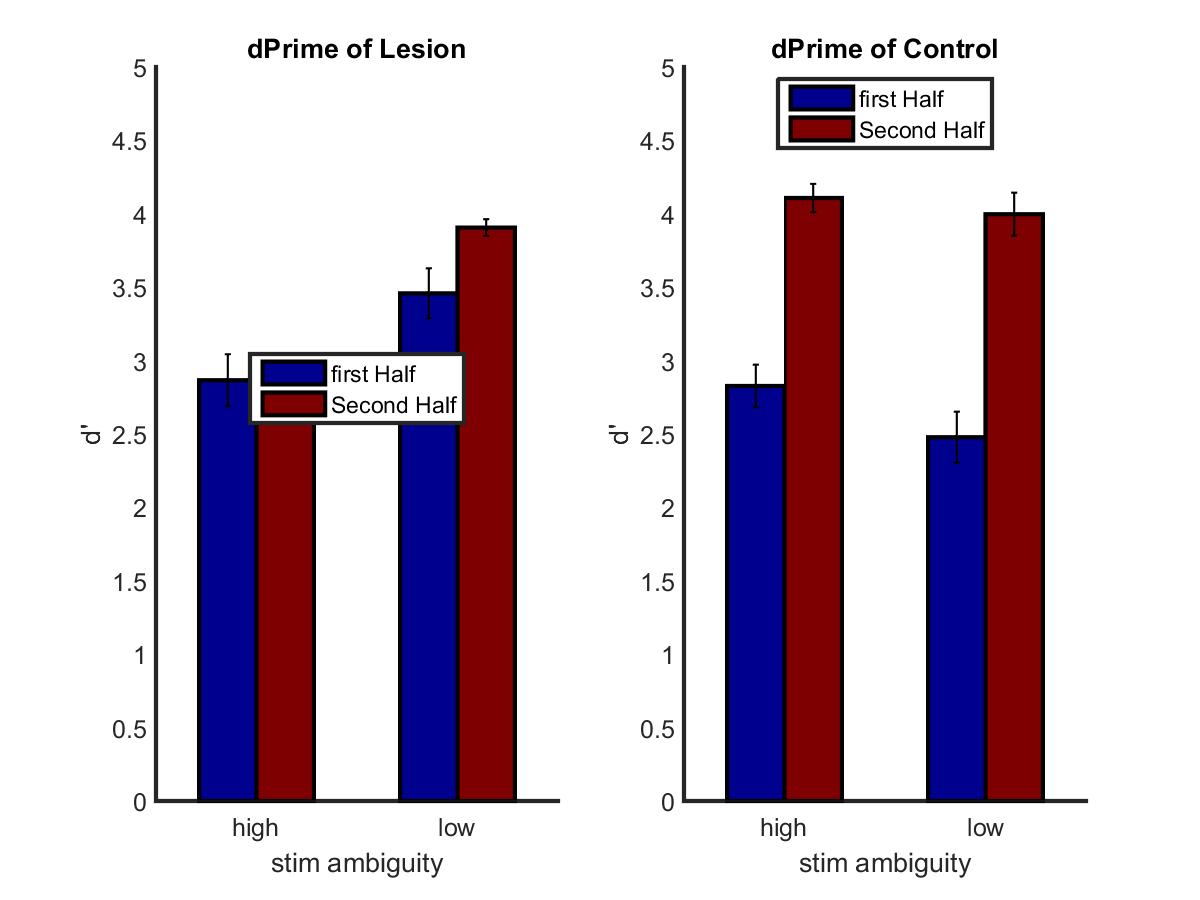 dPrime of Lesion
5
4.5
4
3.5
3
2.5
2
1.5
1
0.5
0
d'
first Half
Second Half
high low
stim ambiguity
dPrime of Control
5
4.5
4
3.5
3
2.5
2
1.5
1
0.5
0
d'
first Half
Second Half
high low
stim ambiguity